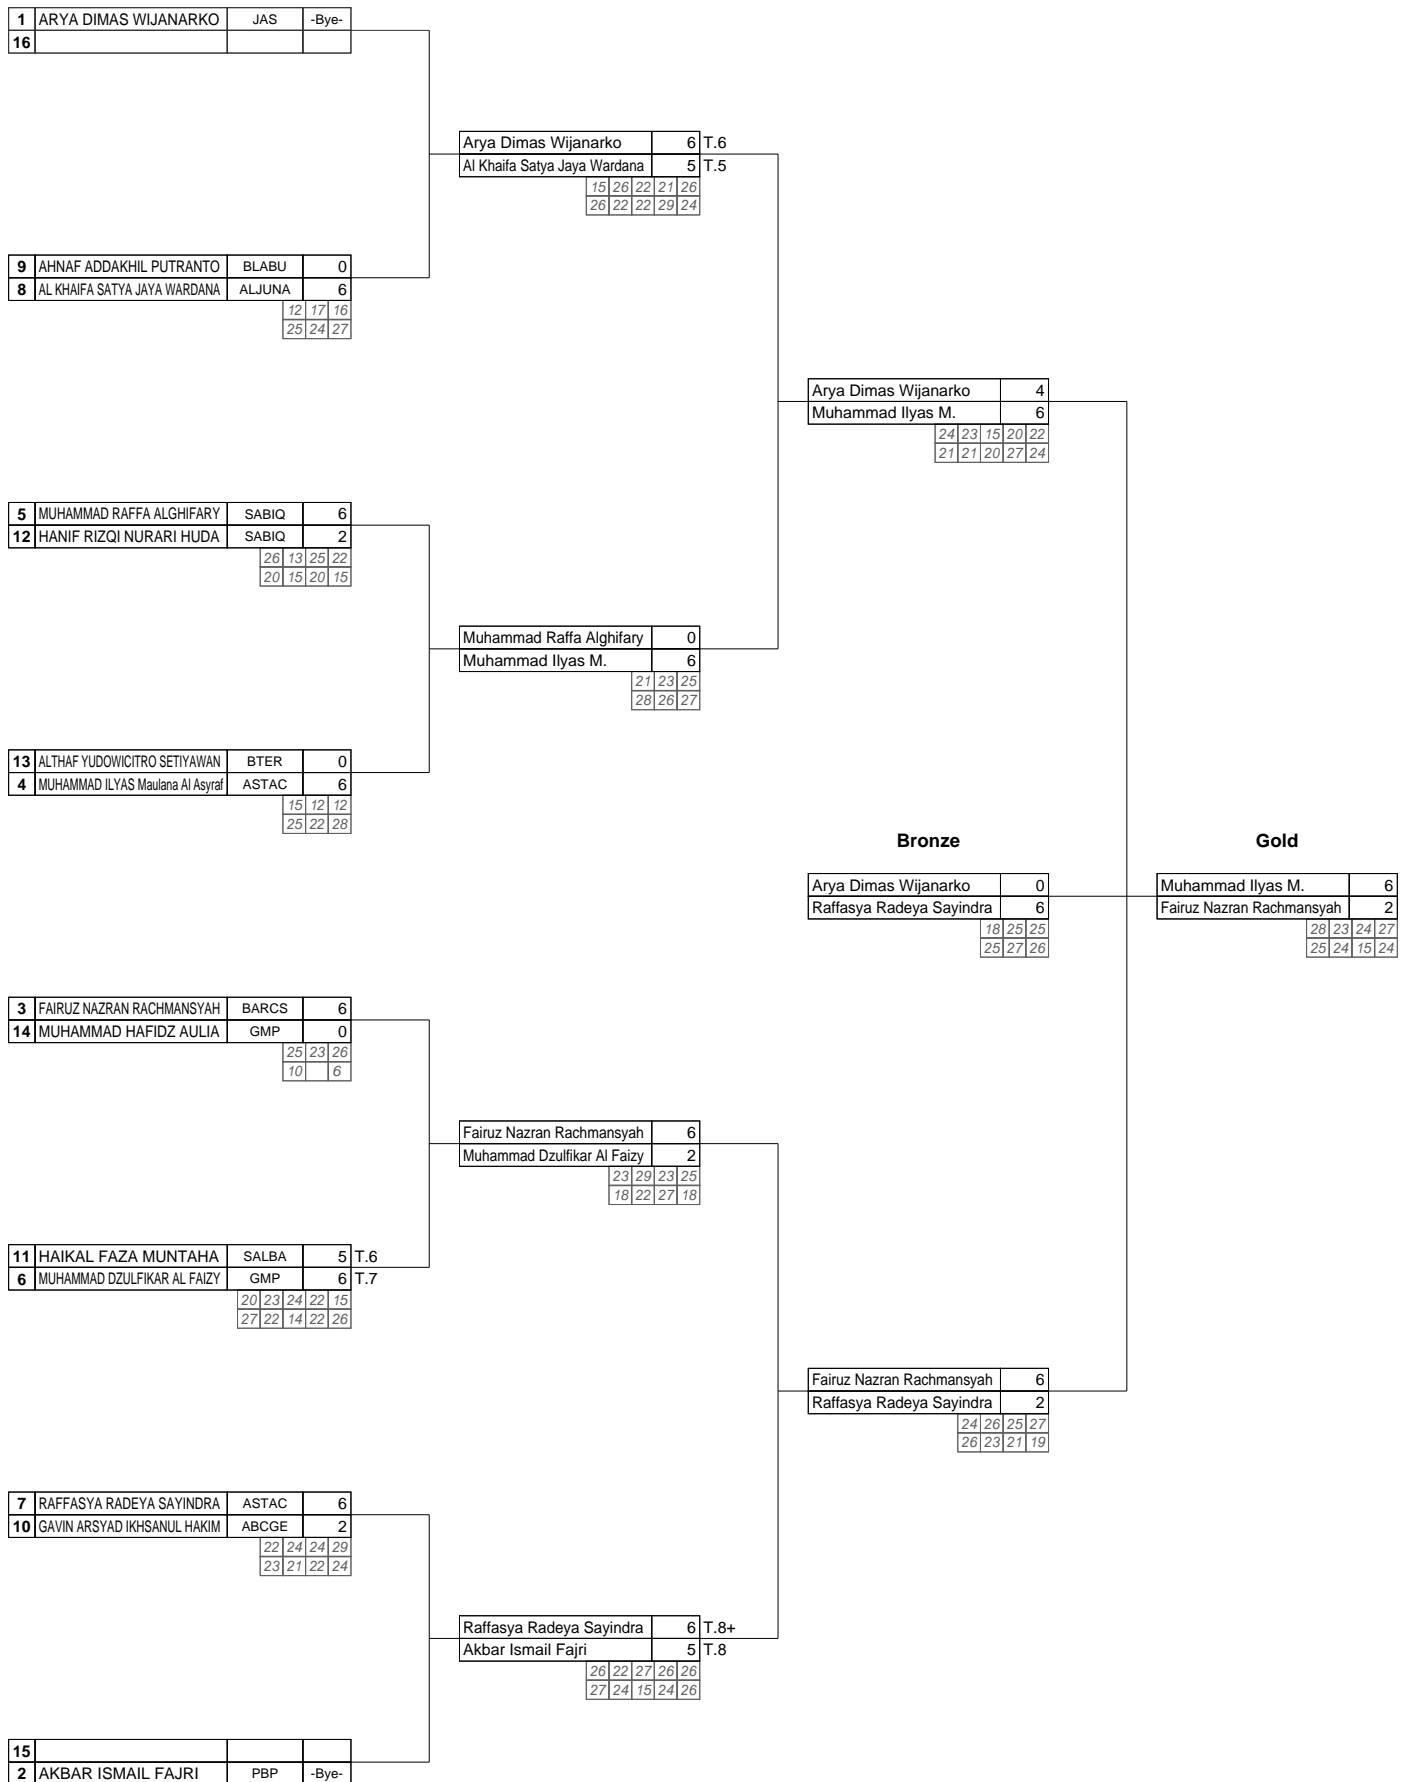 1 ARYA DIMAS WIJANARKO JAS -Bye-
16
Arya Dimas Wijanarko 6 T.6
Al Khaifa Satya Jaya Wardana 5 T.5
15 26 22 21 26
26 22 22 29 24
9 AHNAF ADDAKHIL PUTRANTO BLABU 0
8 AL KHAIFA SATYA JAYA WARDANA ALJUNA 6
12 17 16
25 24 27
Arya Dimas Wijanarko 4
Muhammad Ilyas M. 6
24 23 15 20 22
21 21 20 27 24
5 MUHAMMAD RAFFA ALGHIFARY SABIQ 6
12 HANIF RIZQI NURARI HUDA SABIQ 2
26 13 25 22
20 15 20 15
Muhammad Raffa Alghifary 0
Muhammad Ilyas M. 6
21 23 25
28 26 27
13 ALTHAF YUDOWICITRO SETIYAWAN BTER 0
4 MUHAMMAD ILYAS Maulana Al Asyraf ASTAC 6
15 12 12
25 22 28
Bronze Gold
Arya Dimas Wijanarko 0 Muhammad Ilyas M. 6
Raffasya Radeya Sayindra 6 Fairuz Nazran Rachmansyah 2
18 25 25 28 23 24 27
25 27 26 25 24 15 24
3 FAIRUZ NAZRAN RACHMANSYAH BARCS 6
14 MUHAMMAD HAFIDZ AULIA GMP 0
25 23 26
10 6
Fairuz Nazran Rachmansyah 6
Muhammad Dzulfikar Al Faizy 2
23 29 23 25
18 22 27 18
11 HAIKAL FAZA MUNTAHA SALBA 5 T.6
6 MUHAMMAD DZULFIKAR AL FAIZY GMP 6 T.7
20 23 24 22 15
27 22 14 22 26
Fairuz Nazran Rachmansyah 6
Raffasya Radeya Sayindra 2
24 26 25 27
26 23 21 19
7 RAFFASYA RADEYA SAYINDRA ASTAC 6
10 GAVIN ARSYAD IKHSANUL HAKIM ABCGE 2
22 24 24 29
23 21 22 24
Raffasya Radeya Sayindra 6 T.8+
Akbar Ismail Fajri 5 T.8
26 22 27 26 26
27 24 15 24 26
15
2 AKBAR ISMAIL FAJRI PBP -Bye-